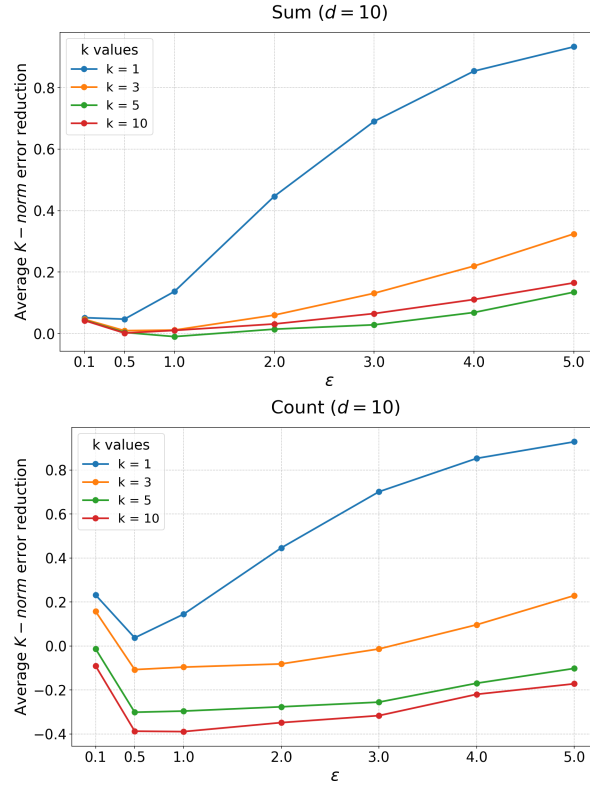 Sum (d = 10)
Average K − norm error reduction
k values
k = 1
k = 3
k = 5
k = 10
0.8
0.6
0.4
0.2
0.0
0.1 0.5 1.0 2.0 3.0 4.0 5.0
ε
Count (d = 10)
Average K − norm error reduction
k values
k = 1
k = 3
k = 5
k = 10
0.8
0.6
0.4
0.2
0.0
−0.2
−0.4
0.1 0.5 1.0 2.0 3.0 4.0 5.0
ε